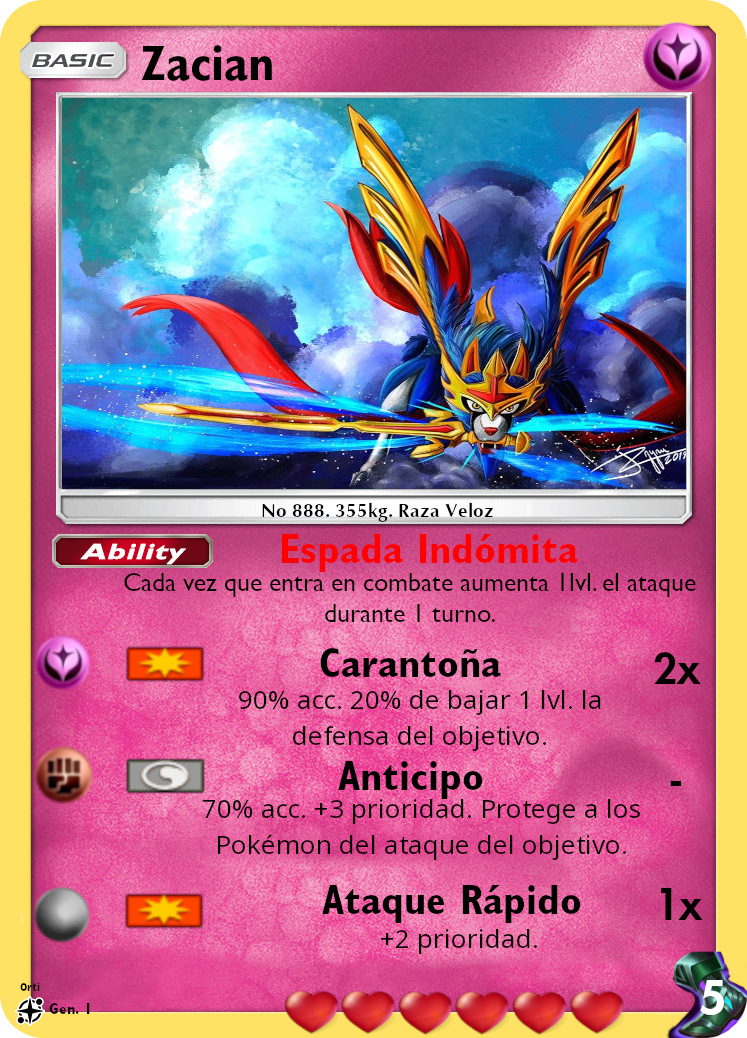 BASIC Zacian
2019
No 888. 355kg. Raza Veloz
Ability Espada Indómita
Cada vez que entra en combate aumenta 1lvl. el ataque
durante 1 turno.
Carantoña 2x
90% acc. 20% de bajar 1 lvl. la
defensa del objetivo.
Anticipo -
70% acc. +3 prioridad. Protege a los
Pokémon del ataque del objetivo.
Ataque Rápido 1x
+2 prioridad.
Orti
Gen. 1
5